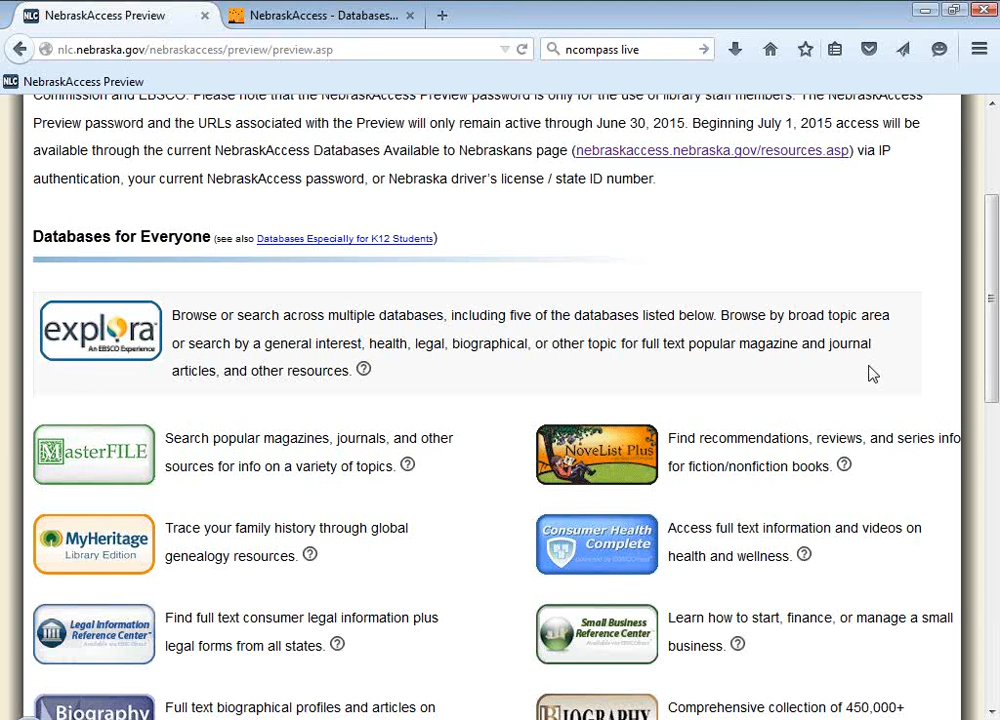 NebraskAccess Preview
NebraskAccess - Databases...
nlc.nebraska.gov/nebraskaccess/preview/preview.asp
ncompass live
NLC NebraskAccess Preview
Commission and EBSCO. Please note that the NebraskAccess Preview password is only for the use of library staff members. The NebraskAccess
Preview password and the URLs associated with the Preview will only remain active through June 30, 2015. Beginning July 1, 2015 access will be
available through the current NebraskAccess Databases Available to Nebraskans page (nebraskaccess.nebraska.gov/resources.asp) via IP
authentication, your current NebraskAccess password, or Nebraska driver's license / state ID number.
Databases for Everyone (see also Databases Especially for K12 Students)
explora
An EBSCO Experience
Browse or search across multiple databases, including five of the databases listed below. Browse by broad topic area
or search by a general interest, health, legal, biographical, or other topic for full text popular magazine and journal
articles, and other resources. ?
MasterFILE
Search popular magazines, journals, and other
sources for info on a variety of topics. ?
NoveList Plus
Find recommendations, reviews, and series info
for fiction/nonfiction books. ?
MyHeritage
Library Edition
Trace your family history through global
genealogy resources. ?
Consumer Health
Complete
Access full text information and videos on
health and wellness. ?
Legal Information
Reference Center
Find full text consumer legal information plus
legal forms from all states. ?
Small Business
Reference Center
Learn how to start, finance, or manage a small
business. ?
Biography
Full text biographical profiles and articles on
BIOGRAPHY
Comprehensive collection of 450,000+